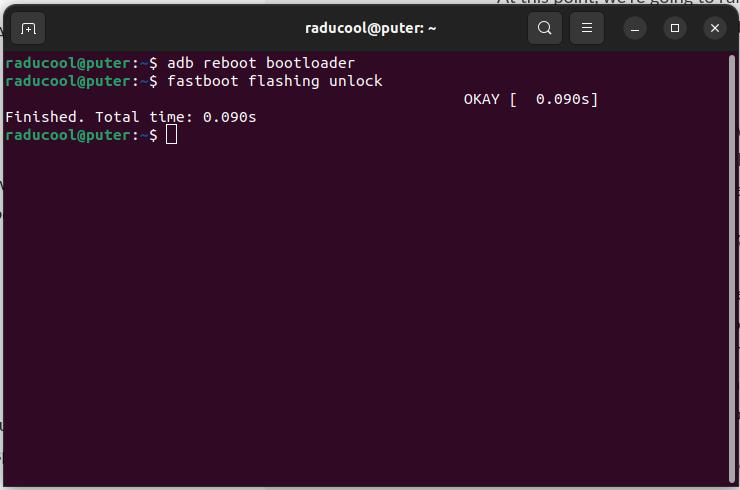 At this point, we're going to ru
raducool@puter: ~
raducool@puter:~$ adb reboot bootloader
raducool@puter:~$ fastboot flashing unlock
OKAY [  0.090s]
Finished. Total time: 0.090s
raducool@puter:~$